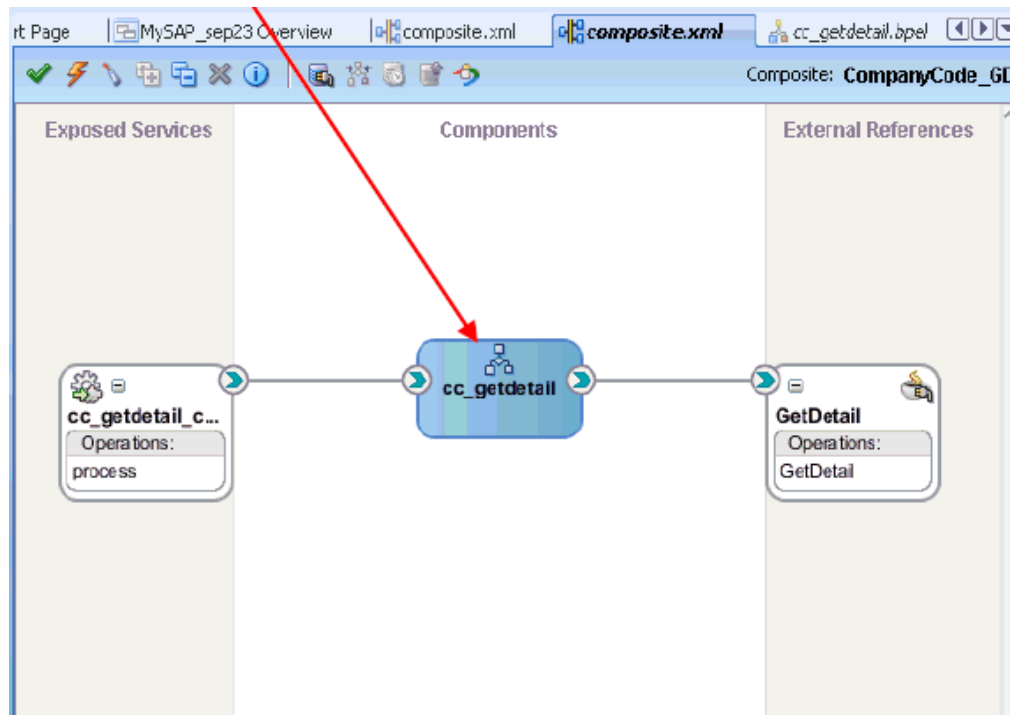 rt Page MySAP_sep23 Overview composite.xml composite.xml cc_getdetail.bpel
Composite: CompanyCode_GD
Exposed Services Components External References
cc_getdetail
cc_getdetail_c...
Operations:
process
GetDetail
Operations:
GetDetail